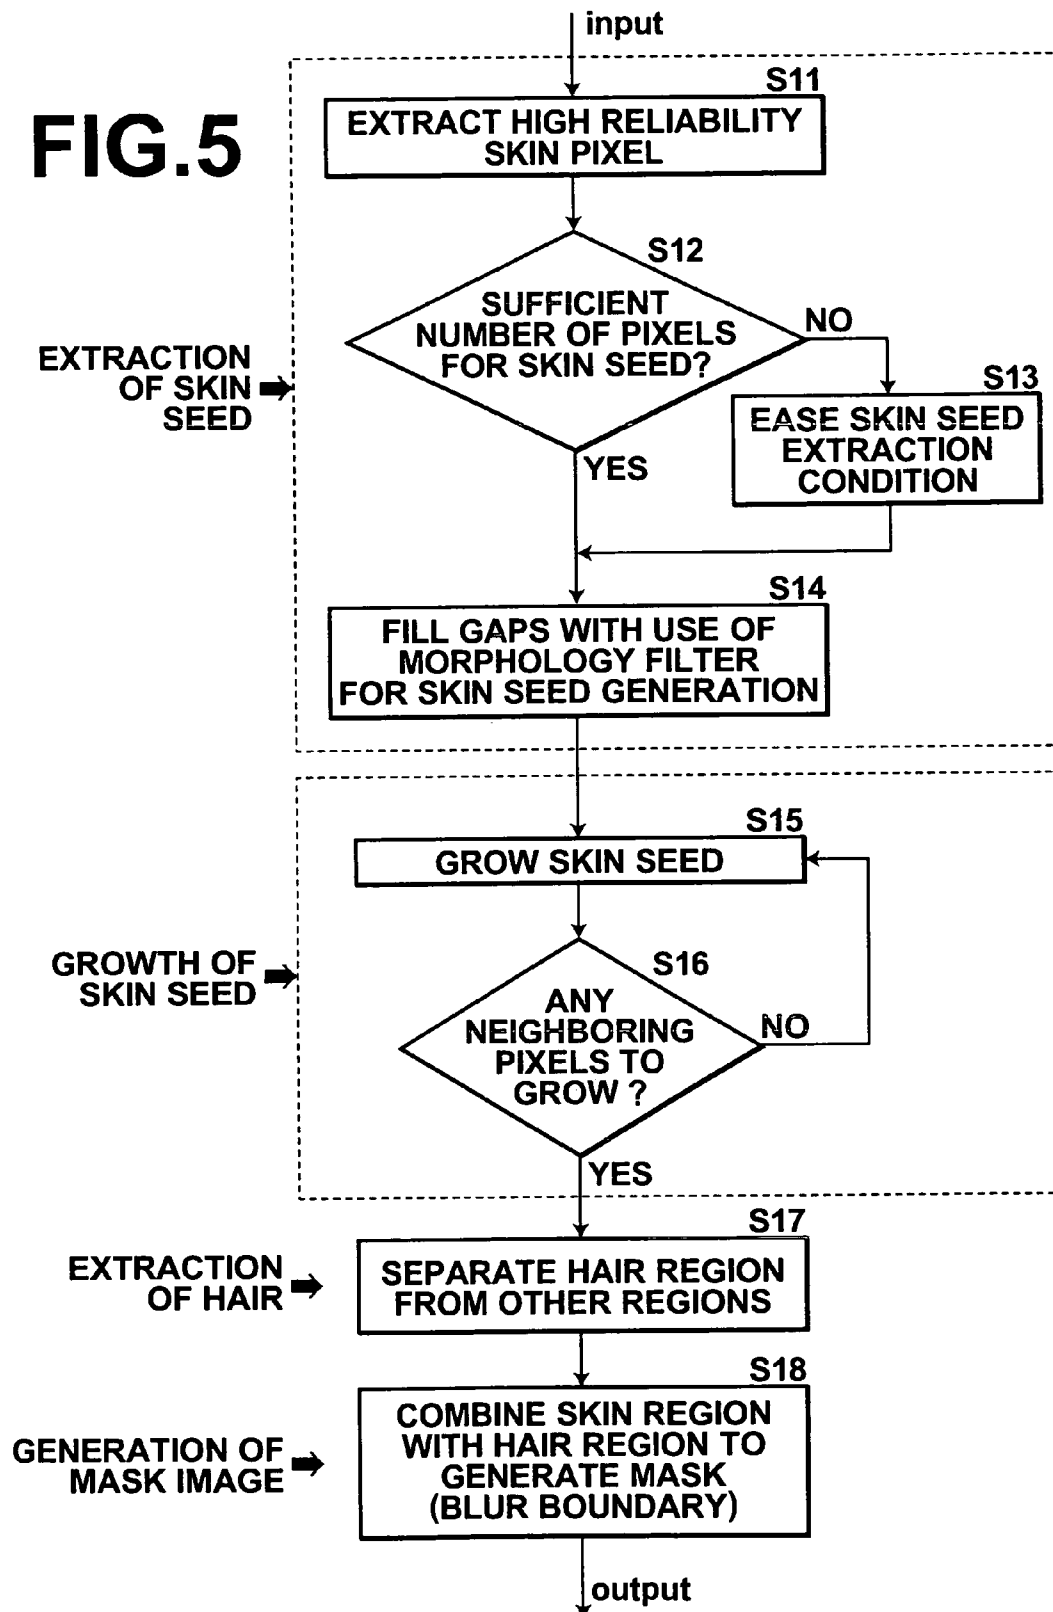 input
FIG.5
S11
EXTRACT HIGH RELIABILITY
SKIN PIXEL
S12
SUFFICIENT
NUMBER OF PIXELS
FOR SKIN SEED?
NO
EXTRACTION
OF SKIN
SEED
S13
EASE SKIN SEED
EXTRACTION
CONDITION
YES
S14
FILL GAPS WITH USE OF
MORPHOLOGY FILTER
FOR SKIN SEED GENERATION
S15
GROW SKIN SEED
GROWTH OF
SKIN SEED
S16
ANY
NEIGHBORING
PIXELS TO
GROW ?
NO
YES
S17
EXTRACTION
OF HAIR
SEPARATE HAIR REGION
FROM OTHER REGIONS
S18
GENERATION OF
MASK IMAGE
COMBINE SKIN REGION
WITH HAIR REGION TO
GENERATE MASK
(BLUR BOUNDARY)
output